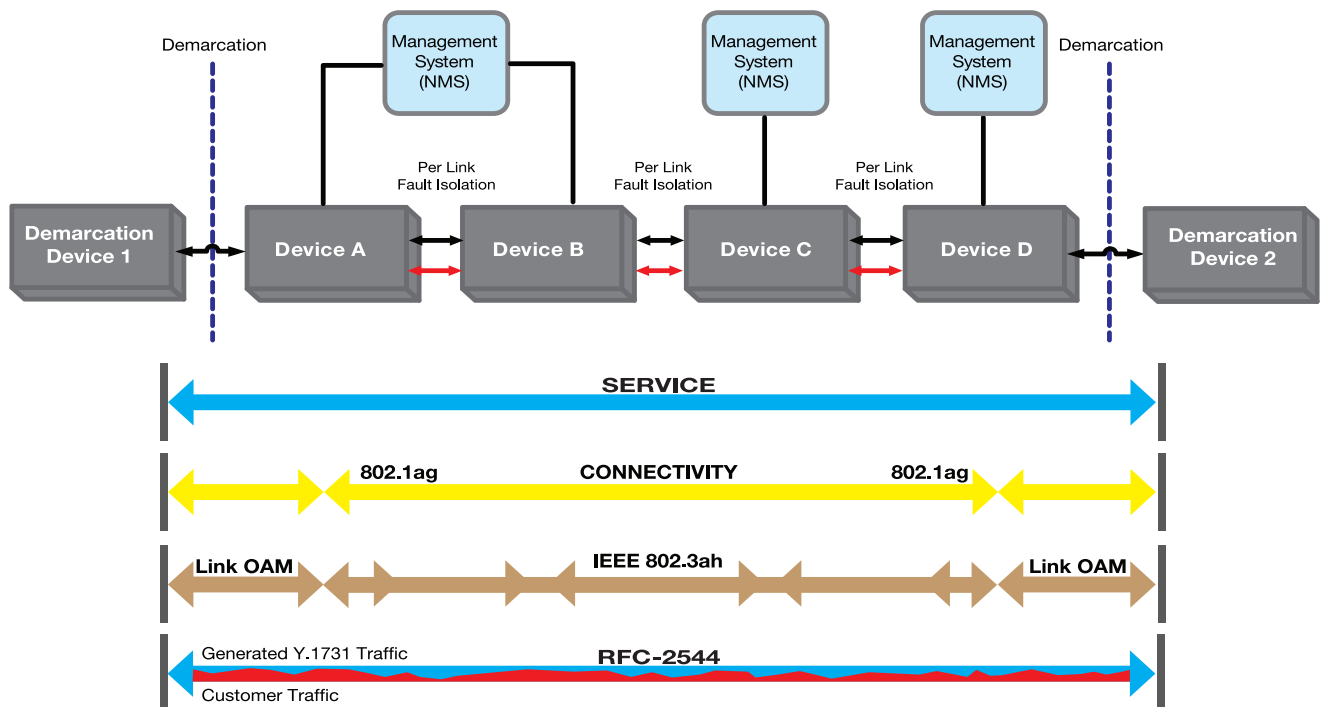 Demarcation
Management
System
(NMS)
Management
System
(NMS)
Management
System
(NMS)
Demarcation
Per Link
Fault Isolation
Per Link
Fault Isolation
Per Link
Fault Isolation
Demarcation
Device 1
Device A
Device B
Device C
Device D
Demarcation
Device 2
SERVICE
802.1ag
CONNECTIVITY
802.1ag
Link OAM
IEEE 802.3ah
Link OAM
Generated Y.1731 Traffic
RFC-2544
Customer Traffic